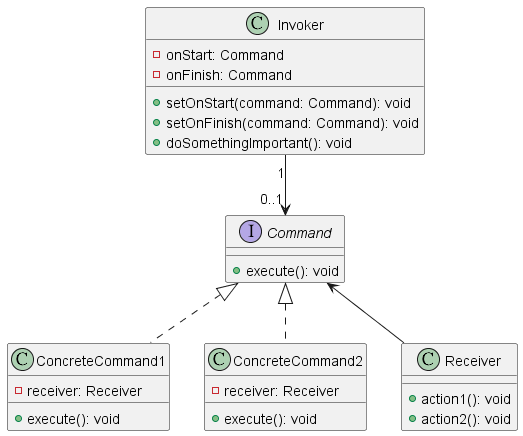 C Invoker
onStart: Command
onFinish: Command
setOnStart(command: Command): void
setOnFinish(command: Command): void
doSomethingImportant(): void
1
0..1
I Command
execute(): void
C ConcreteCommand1
receiver: Receiver
execute(): void
C ConcreteCommand2
receiver: Receiver
execute(): void
C Receiver
action1(): void
action2(): void